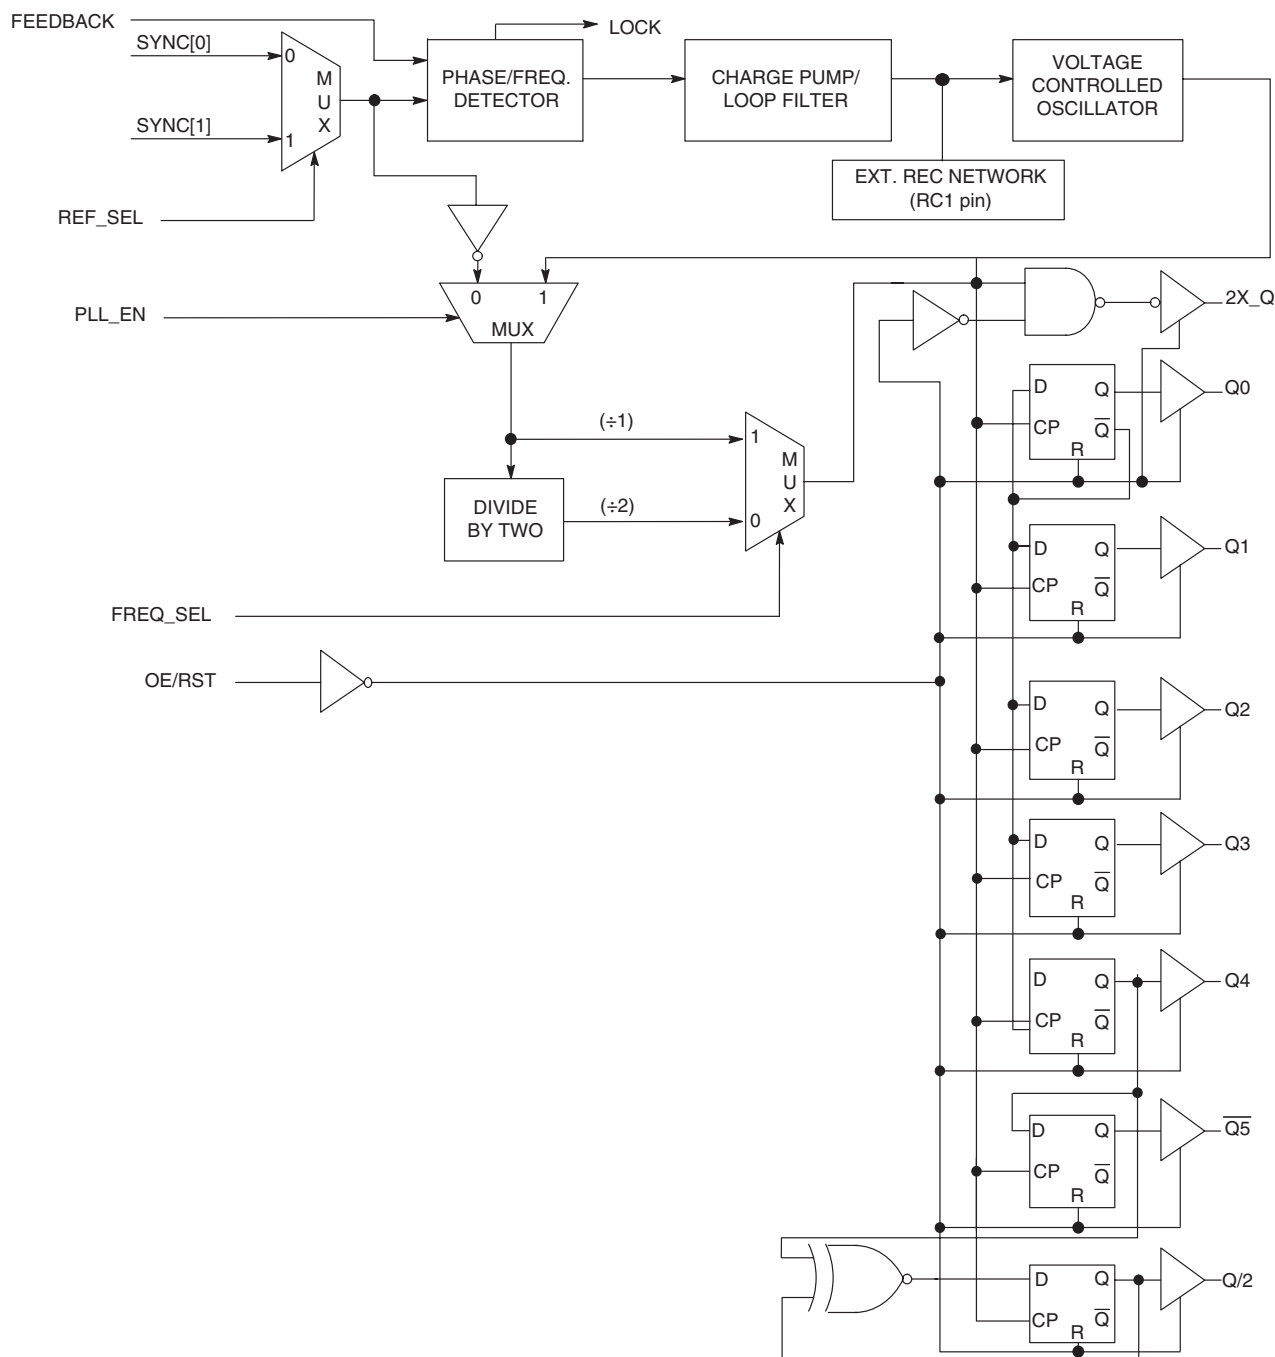 FEEDBACK
LOCK
SYNC[0]
0
M
U
X
SYNC[1]
1
PHASE/FREQ.
DETECTOR
CHARGE PUMP/
LOOP FILTER
VOLTAGE
CONTROLLED
OSCILLATOR
EXT. REC NETWORK
(RC1 pin)
REF_SEL
0 1
MUX
PLL_EN
2X_Q
D Q
CP Q̅
R
Q0
(÷1)
1
M
U
X
0
DIVIDE
BY TWO
(÷2)
D Q
CP Q̅
R
Q1
FREQ_SEL
OE/RST
D Q
CP Q̅
R
Q2
D Q
CP Q̅
R
Q3
D Q
CP Q̅
R
Q4
D Q
CP Q̅
R
Q̅5̅
D Q
CP Q̅
R
Q/2